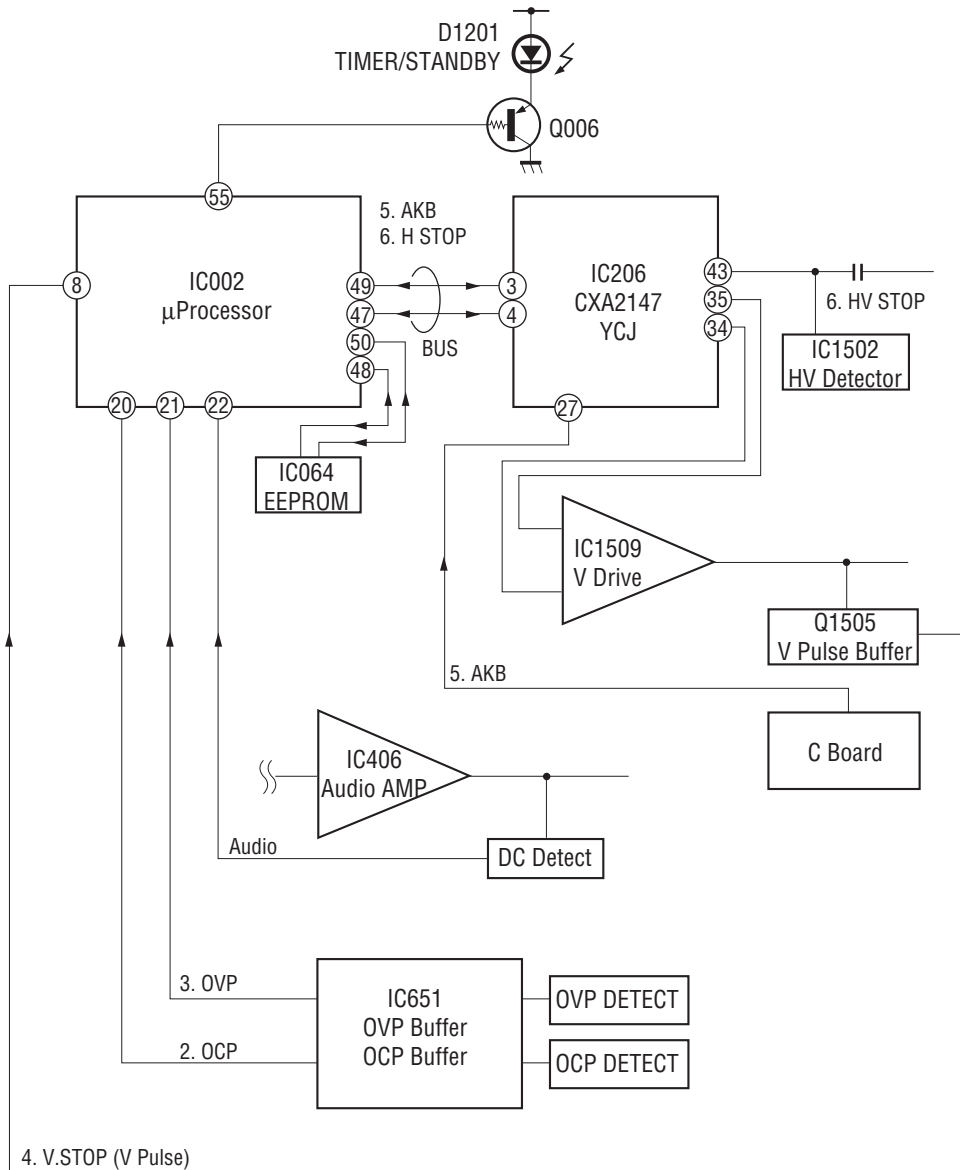 D1201
TIMER/STANDBY
Q006
55
5. AKB
6. H STOP
8
IC002
µProcessor
49
47
50
48
BUS
3
4
IC206
CXA2147
YCJ
43
35
34
6. HV STOP
IC1502
HV Detector
20
21
22
27
IC064
EEPROM
IC1509
V Drive
Q1505
V Pulse Buffer
5. AKB
C Board
IC406
Audio AMP
Audio
DC Detect
3. OVP
2. OCP
IC651
OVP Buffer
OCP Buffer
OVP DETECT
OCP DETECT
4. V.STOP (V Pulse)